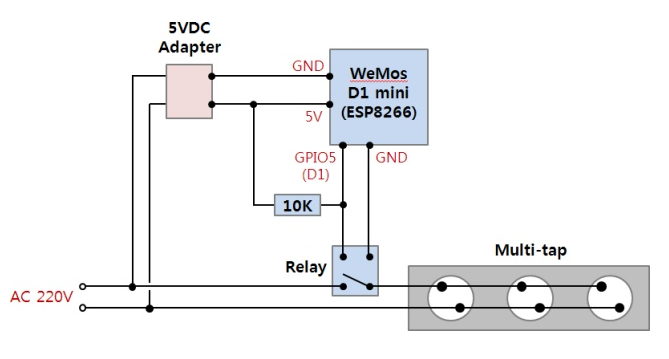 5VDC
Adapter
GND
WeMos
D1 mini
(ESP8266)
5V
GPIO5
(D1)
GND
10K
Relay
Multi-tap
AC 220V